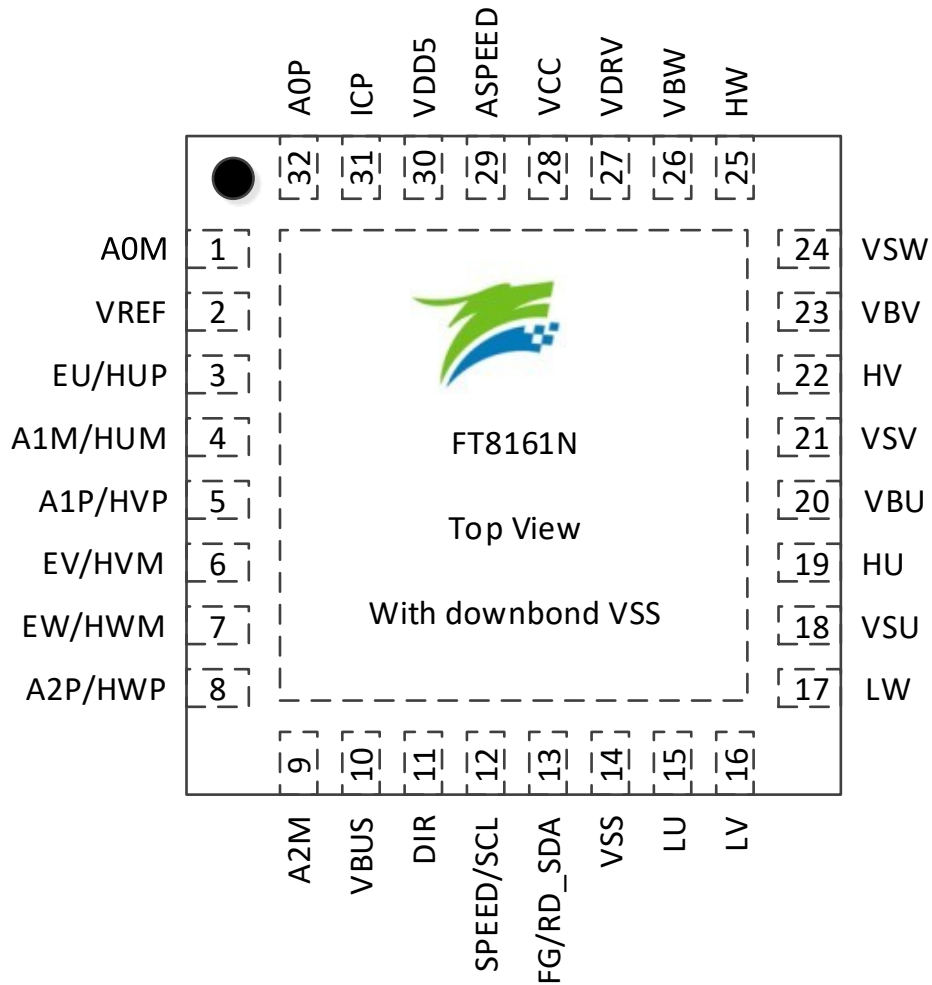 A0P
ICP
VDD5
ASPEED
VCC
VDRV
VBW
HW
32
31
30
29
28
27
26
25
A0M 1
VREF 2
EU/HUP 3
A1M/HUM 4
A1P/HVP 5
EV/HVM 6
EW/HWM 7
A2P/HWP 8
FT8161N
Top View
With downbond VSS
24 VSW
23 VBV
22 HV
21 VSV
20 VBU
19 HU
18 VSU
17 LW
9
10
11
12
13
14
15
16
A2M
VBUS
DIR
SPEED/SCL
FG/RD_SDA
VSS
LU
LV